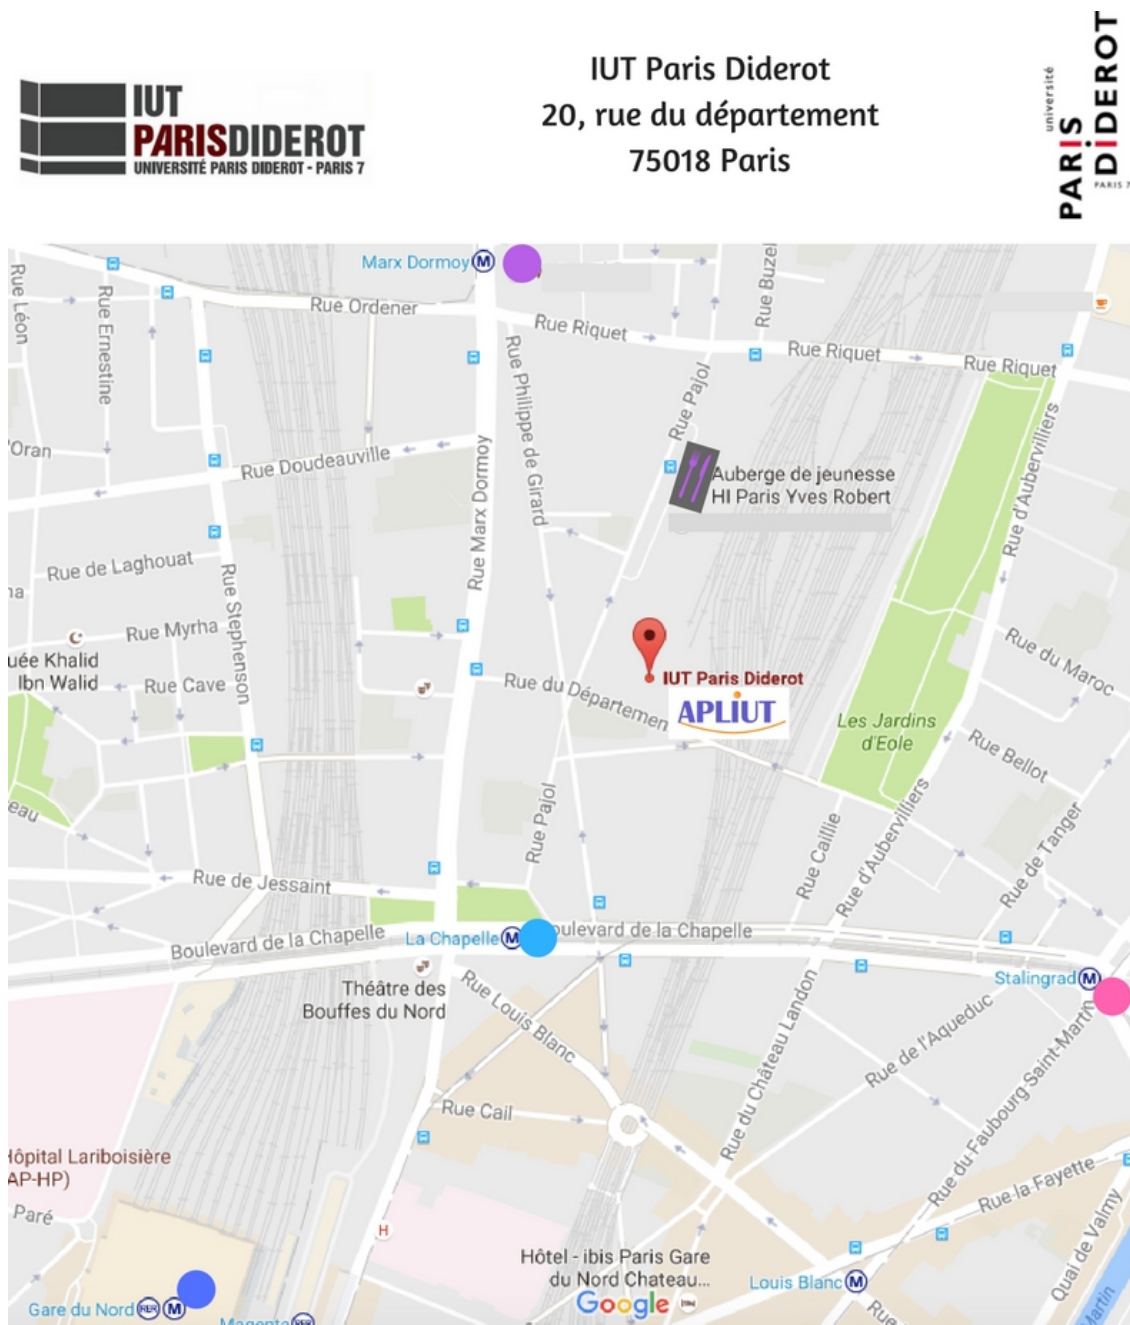 IUT
PARISDIDEROT
UNIVERSITÉ PARIS DIDEROT - PARIS 7
IUT Paris Diderot
20, rue du département
75018 Paris
université
PARIS
DIDEROT
PARIS 7
Marx Dormoy M
Rue Léon
Rue Ernestine
Rue Ordener
Rue Riquet
Rue Buzel
Rue Riquet
Rue Riquet
Rue Philippe de Girard
Rue Pajol
Rue d'Aubervilliers
'Oran
Rue Doudeauville
Rue Marx Dormoy
Auberge de jeunesse
HI Paris Yves Robert
Rue de Laghouat
na
Rue Stephenson
Rue Myrha
uée Khalid
Ibn Walid
Rue Cave
Rue du Maroc
IUT Paris Diderot
Rue du Départemen
APLIUT
Les Jardins
d'Eole
Rue Bellot
eau
Rue Pajol
Rue Caillie
Rue d'Aubervilliers
Rue de Tanger
Rue de Jessaint
Boulevard de la Chapelle
La Chapelle M
oulevard de la Chapelle
Stalingrad M
Théâtre des
Bouffes du Nord
Rue Louis Blanc
Rue du Château Landon
Rue de l'Aqueduc
Rue du Faubourg Saint-Martin
Rue Cail
Hôpital Lariboisière
AP-HP)
Paré
H
Rue la Fayette
Quai de Valmy
Hôtel - ibis Paris Gare
du Nord Chateau...
Google
Louis Blanc M
Gare du Nord RER M
Magenta RER
Rue
Martin